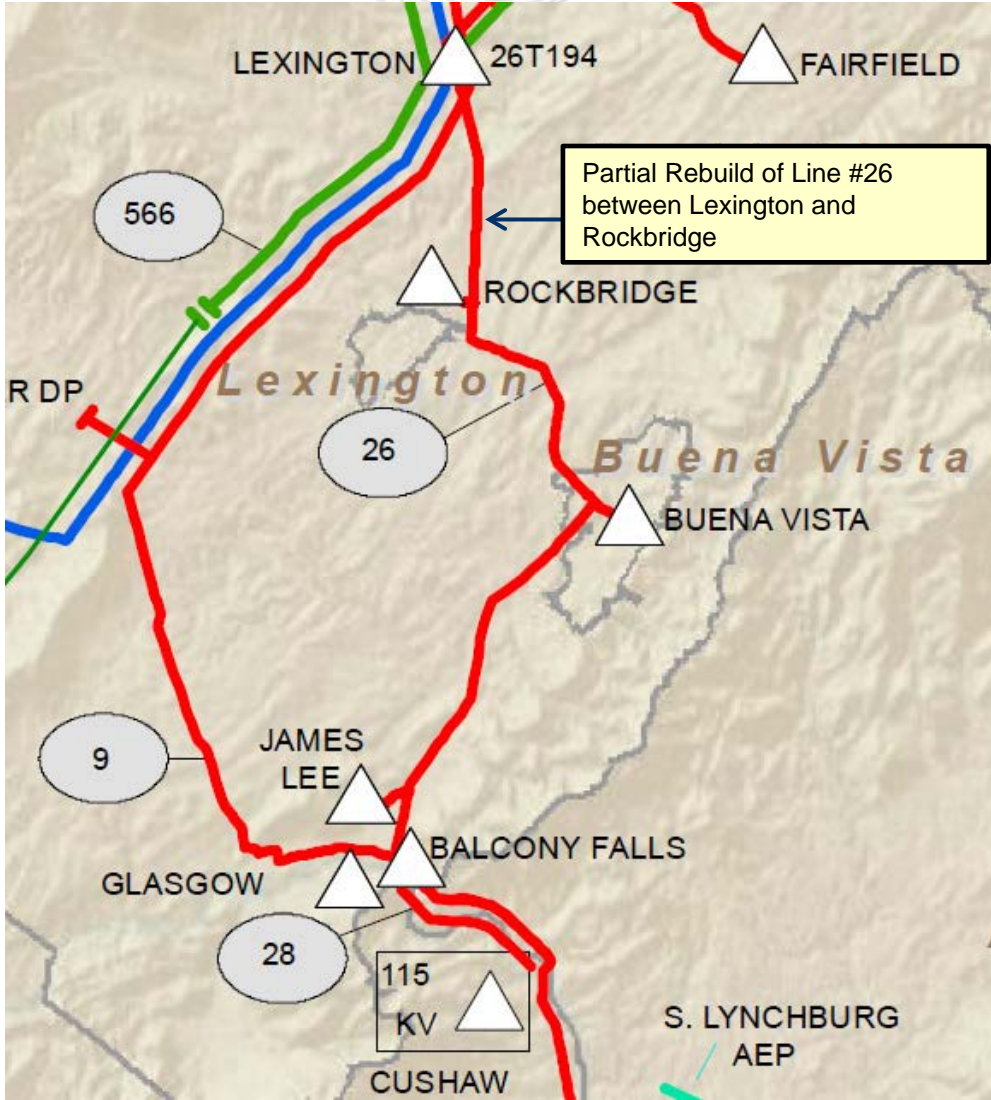 LEXINGTON
26T194
FAIRFIELD
Partial Rebuild of Line #26
between Lexington and
Rockbridge
566
ROCKBRIDGE
Lexington
R DP
26
Buena Vista
BUENA VISTA
9
JAMES
LEE
BALCONY FALLS
GLASGOW
28
115
KV
S. LYNCHBURG
AEP
CUSHAW